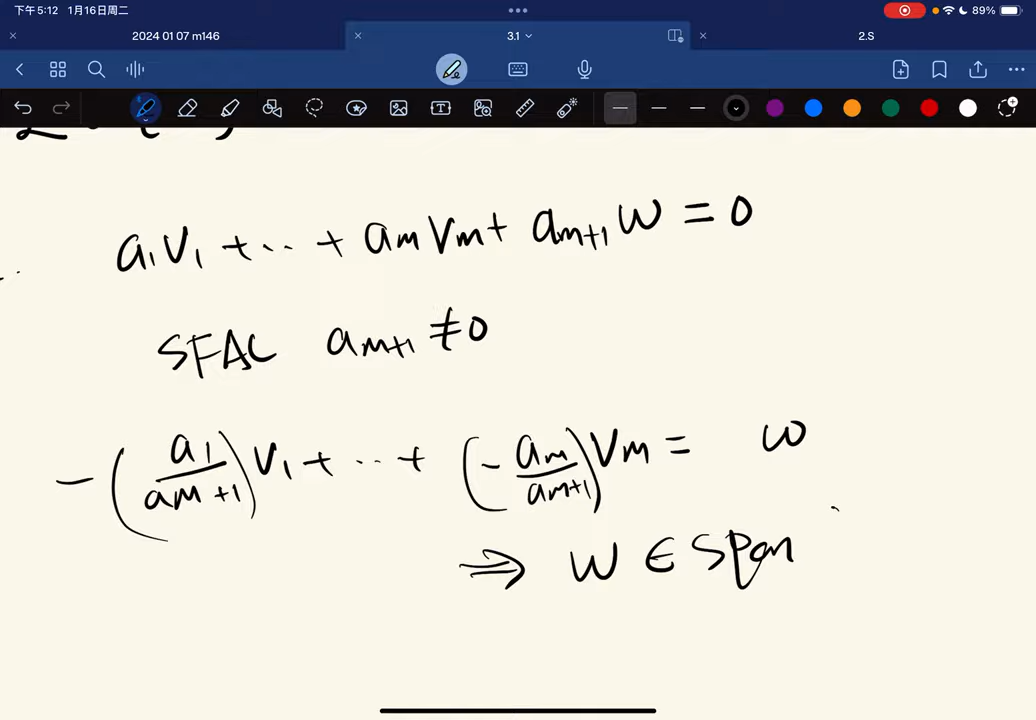 下午5:12 1月16日周二
89%
2024 01 07 m146
3.1
2.S
a₁v₁ + ... + aₘvₘ + aₘ₊₁w = 0
SFAC aₘ₊₁ ≠ 0
-(a₁/aₘ₊₁)v₁ + ... + (-aₘ/aₘ₊₁)vₘ = w
⇒ w ∈ span